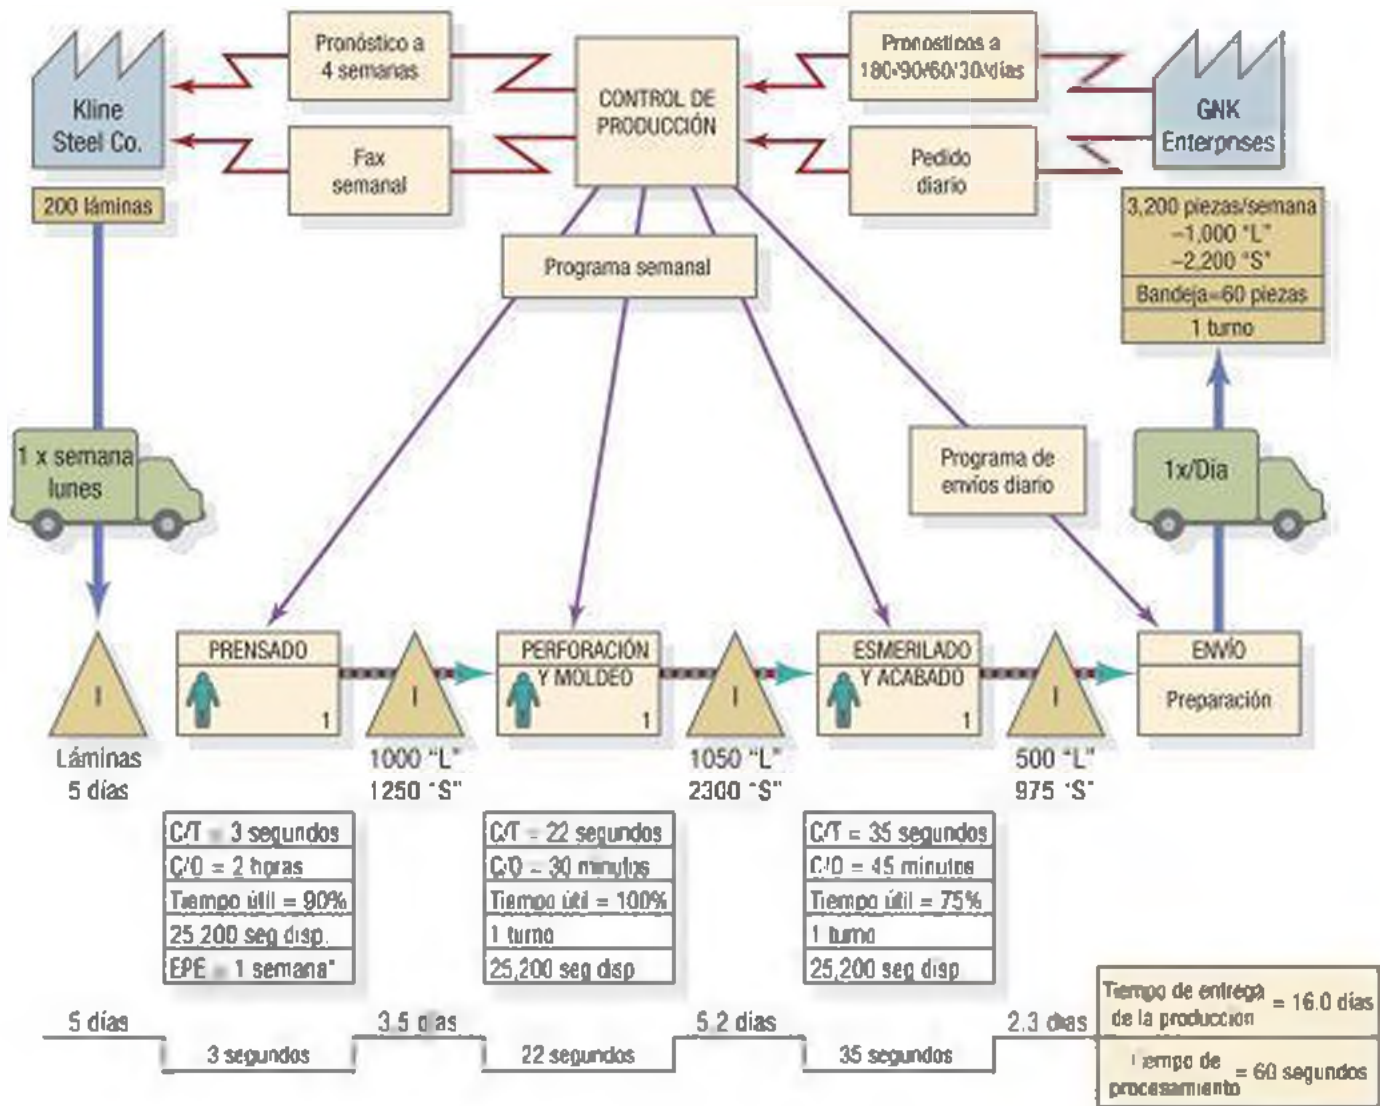 Kline
Steel Co.
200 láminas
Pronóstico a
4 semanas
Fax
semanal
CONTROL DE
PRODUCCIÓN
Pronosticos a
180/90/60/30/días
Pedido
diario
GNK
Enterprises
3,200 piezas/semana
–1,000 "L"
–2,200 "S"
Bandeja=60 piezas
1 turno
Programa semanal
Programa de
envíos diario
1 x semana
lunes
1x/Día
I
Láminas
5 días
PRENSADO
1
I
1000 "L"
1250 "S"
PERFORACIÓN
Y MOLDEO
1
I
1050 "L"
2300 "S"
ESMERILADO
Y ACABADO
1
I
500 "L"
975 "S"
ENVÍO
Preparación
C/T = 3 segundos
C/O = 2 horas
Tiempo útil = 90%
25,200 seg disp.
EPE = 1 semana*
C/T = 22 segundos
C/O = 30 minutos
Tiempo útil = 100%
1 turno
25,200 seg disp
C/T = 35 segundos
C/O = 45 minutos
Tiempo útil = 75%
1 turno
25,200 seg disp
5 días
3 segundos
3.5 días
22 segundos
5.2 días
35 segundos
2.3 días
Tiempo de entrega
de la producción = 16.0 días
Tiempo de
procesamiento = 60 segundos